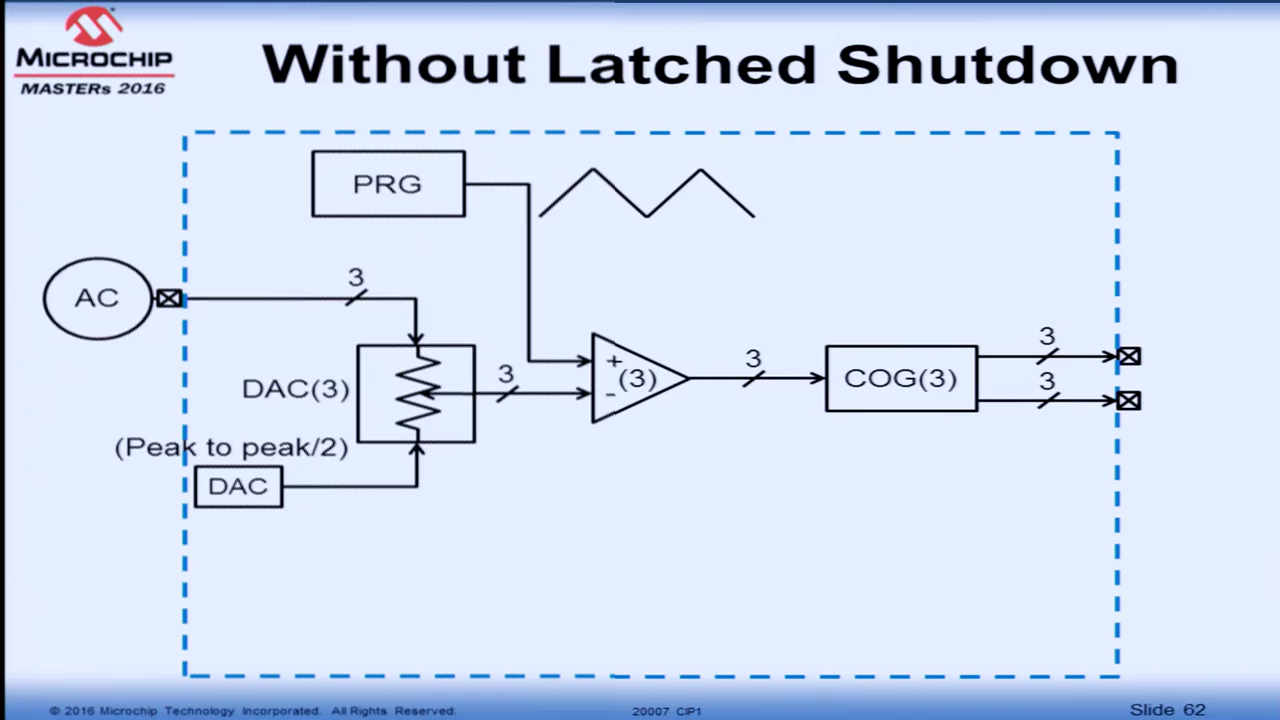 MICROCHIP
MASTERs 2016
Without Latched Shutdown
PRG
AC
3
DAC(3)
3
+
-
(3)
3
COG(3)
3
3
(Peak to peak/2)
DAC
© 2016 Microchip Technology Incorporated. All Rights Reserved.
20007 CIP1
Slide 62